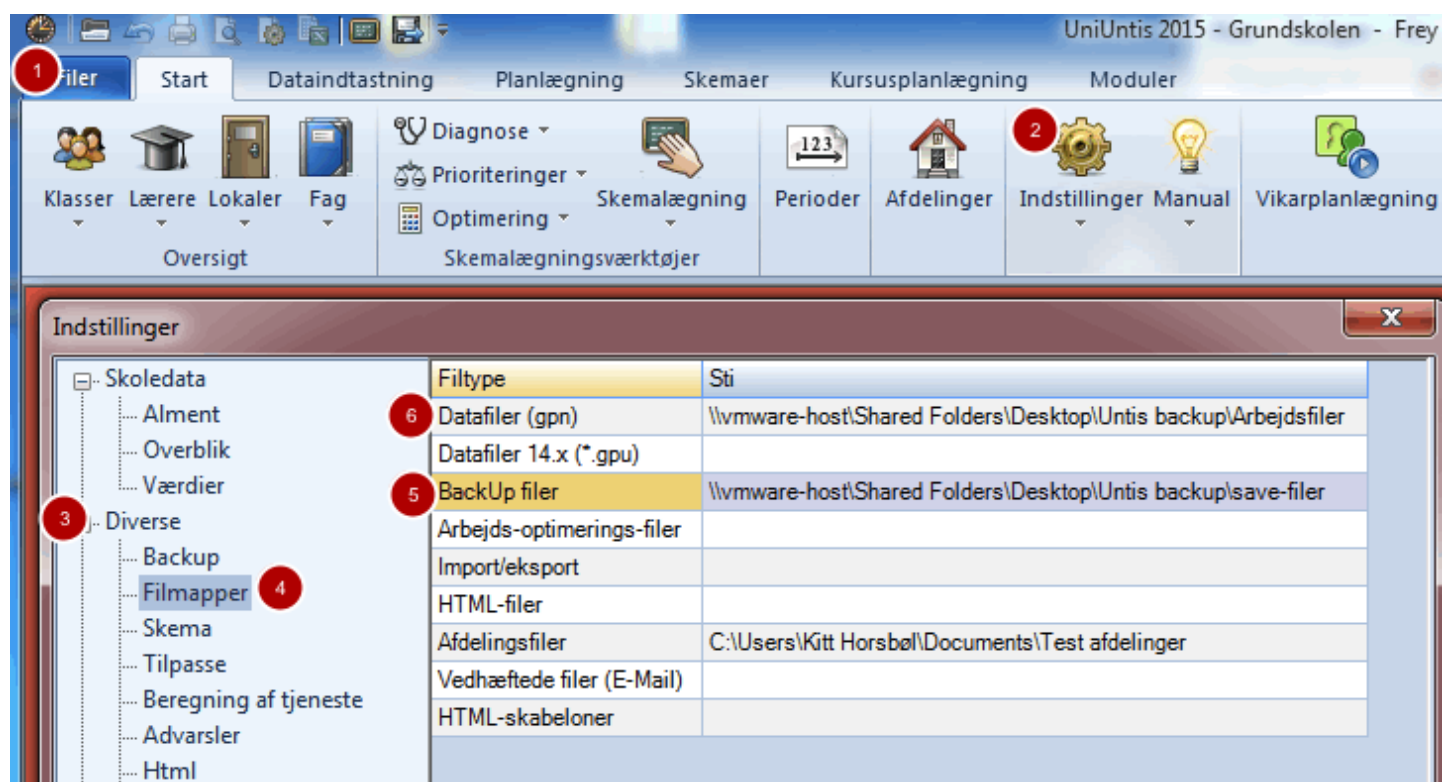 UniUntis 2015 - Grundskolen - Frey
1
Filer Start Dataindtastning Planlægning Skemaer Kursusplanlægning Moduler
2
123
Diagnose
Prioriteringer
Optimering
Klasser Lærere Lokaler Fag Skemalægning Perioder Afdelinger Indstillinger Manual Vikarplanlægning
Oversigt Skemalægningsværktøjer
Indstillinger
Skoledata
Alment
Overblik
Værdier
3 Diverse
Backup
Filmapper 4
Skema
Tilpasse
Beregning af tjeneste
Advarsler
Html
Filtype Sti
6 Datafiler (gpn) \\vmware-host\Shared Folders\Desktop\Untis backup\Arbejdsfiler
Datafiler 14.x (*.gpu)
5 BackUp filer \\vmware-host\Shared Folders\Desktop\Untis backup\save-filer
Arbejds-optimerings-filer
Import/eksport
HTML-filer
Afdelingsfiler C:\Users\Kitt Horsbøl\Documents\Test afdelinger
Vedhæftede filer (E-Mail)
HTML-skabeloner